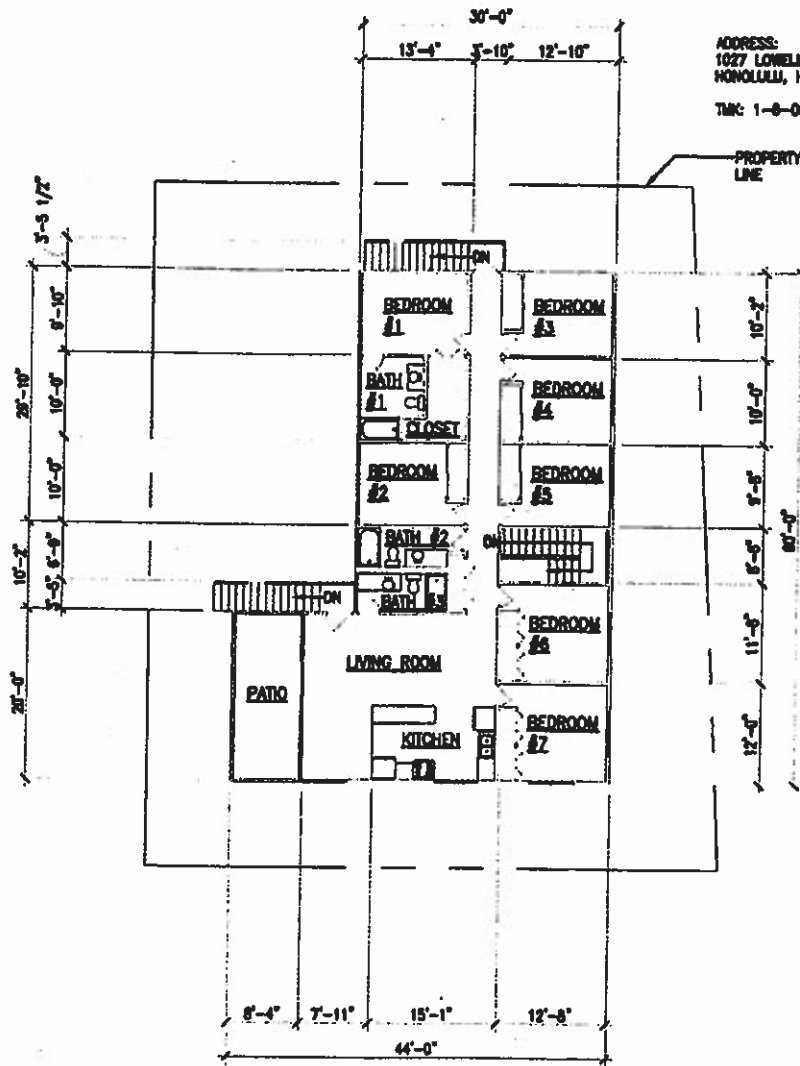 30'-0"
13'-4" 3'-10" 12'-10"
ADDRESS:
1027 LOWELL
HONOLULU, H
TMK: 1-6-0
PROPERTY
LINE
3'-5 1/2"
DN
9'-10"
10'-2"
BEDROOM
#1
BEDROOM
#3
BATH
#1
BEDROOM
#4
10'-0"
10'-0"
29'-10"
CLOSET
BEDROOM
#2
BEDROOM
#5
10'-0"
9'-6"
80'-0"
BATH #2
DN
10'-2"
DN
BATH #3
BEDROOM
#6
11'-6"
LIVING ROOM
20'-0"
PATIO
KITCHEN
BEDROOM
#7
12'-0"
8'-4" 7'-11" 15'-1" 12'-8"
44'-0"